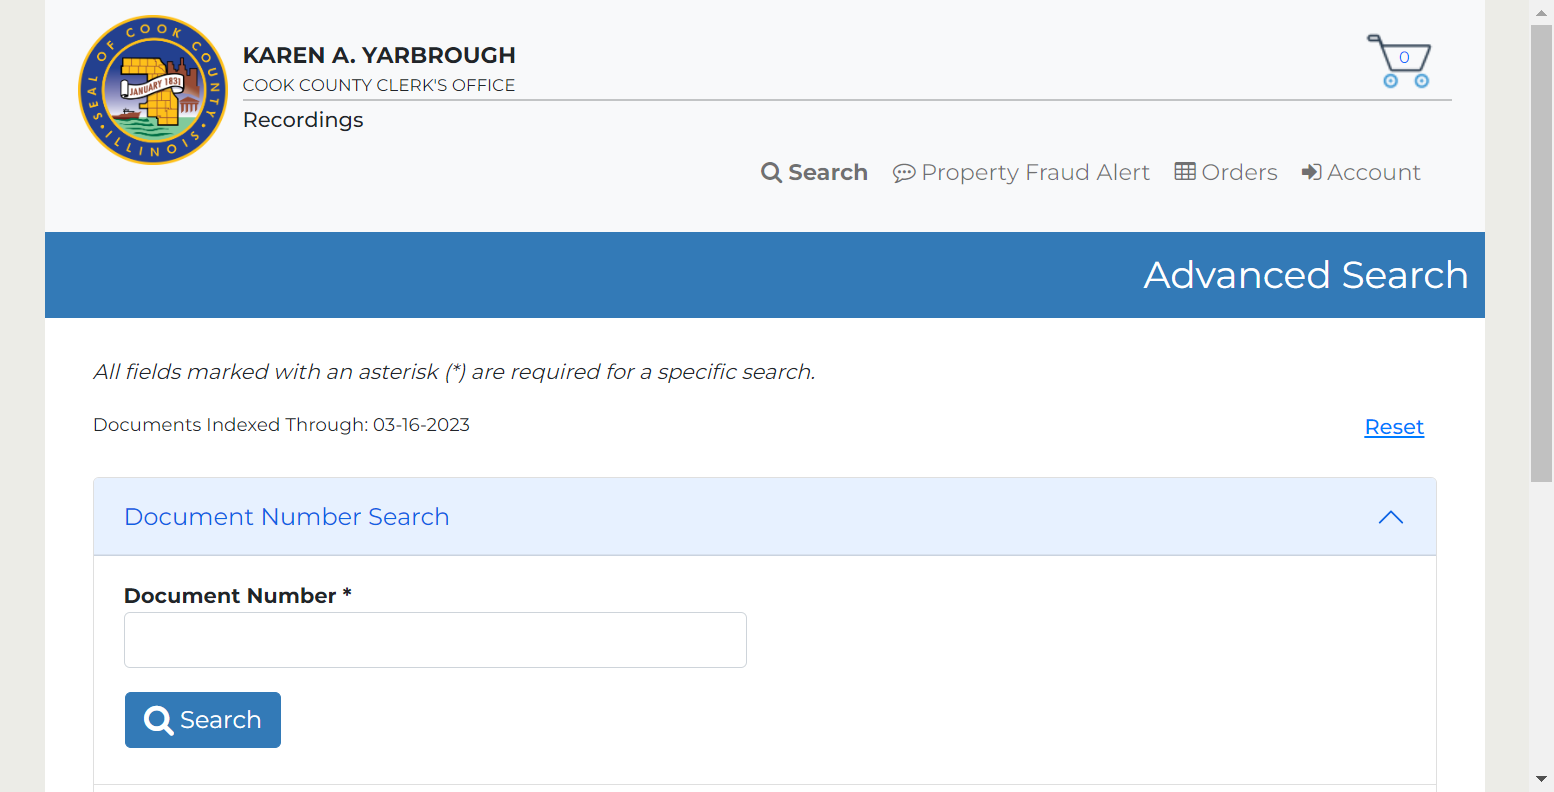 SEAL OF COOK COUNTY
ILLINOIS
JANUARY 1831
KAREN A. YARBROUGH
COOK COUNTY CLERK'S OFFICE
Recordings
0
Search Property Fraud Alert Orders Account
Advanced Search
All fields marked with an asterisk (*) are required for a specific search.
Documents Indexed Through: 03-16-2023
Reset
Document Number Search
Document Number *
Search